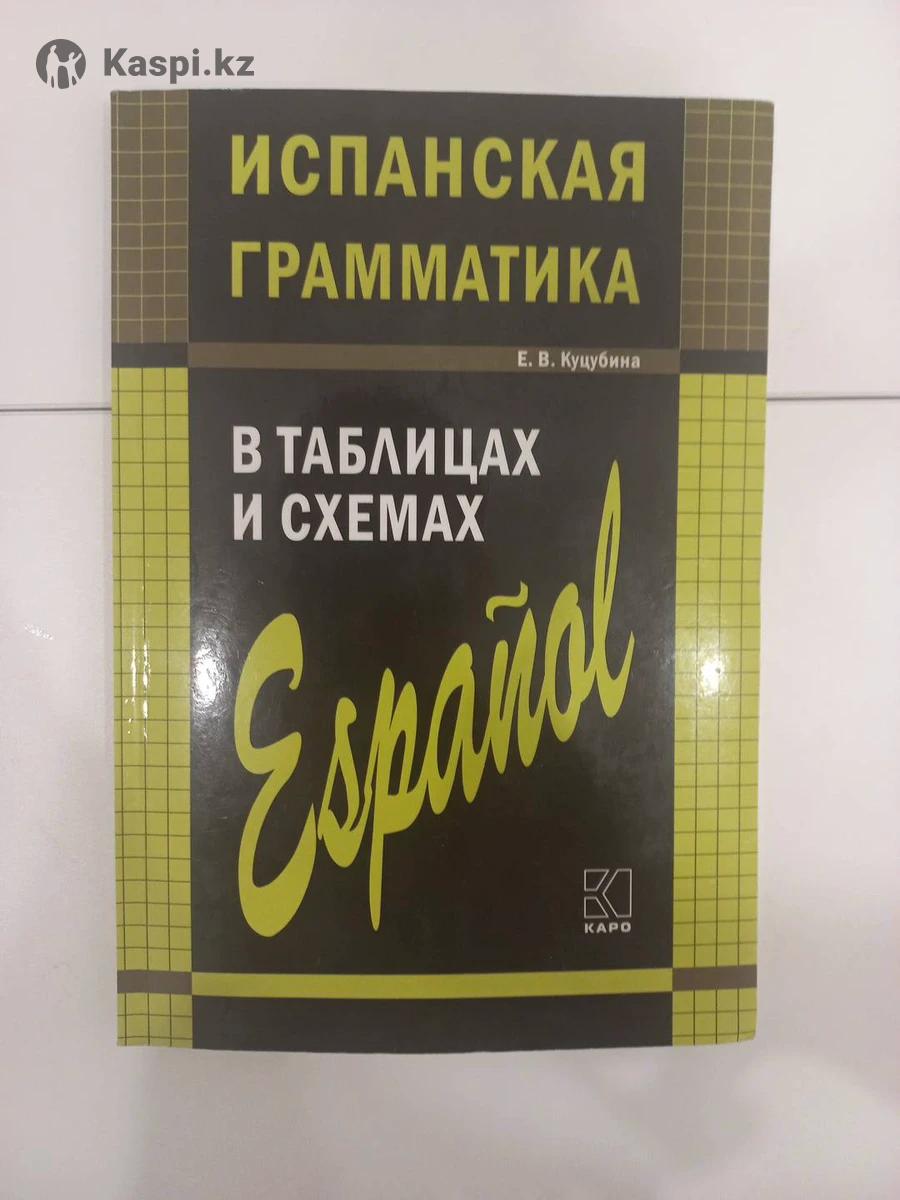 Kaspi.kz
ИСПАНСКАЯ
ГРАММАТИКА
Е. В. Куцубина
В ТАБЛИЦАХ
И СХЕМАХ
Español
КАРО